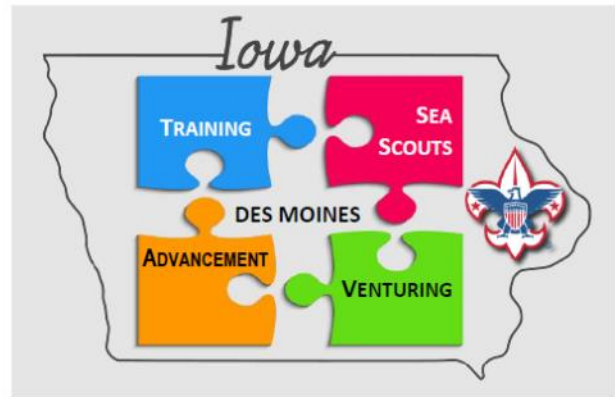 Iowa
TRAINING
SEA
SCOUTS
DES MOINES
ADVANCEMENT
VENTURING